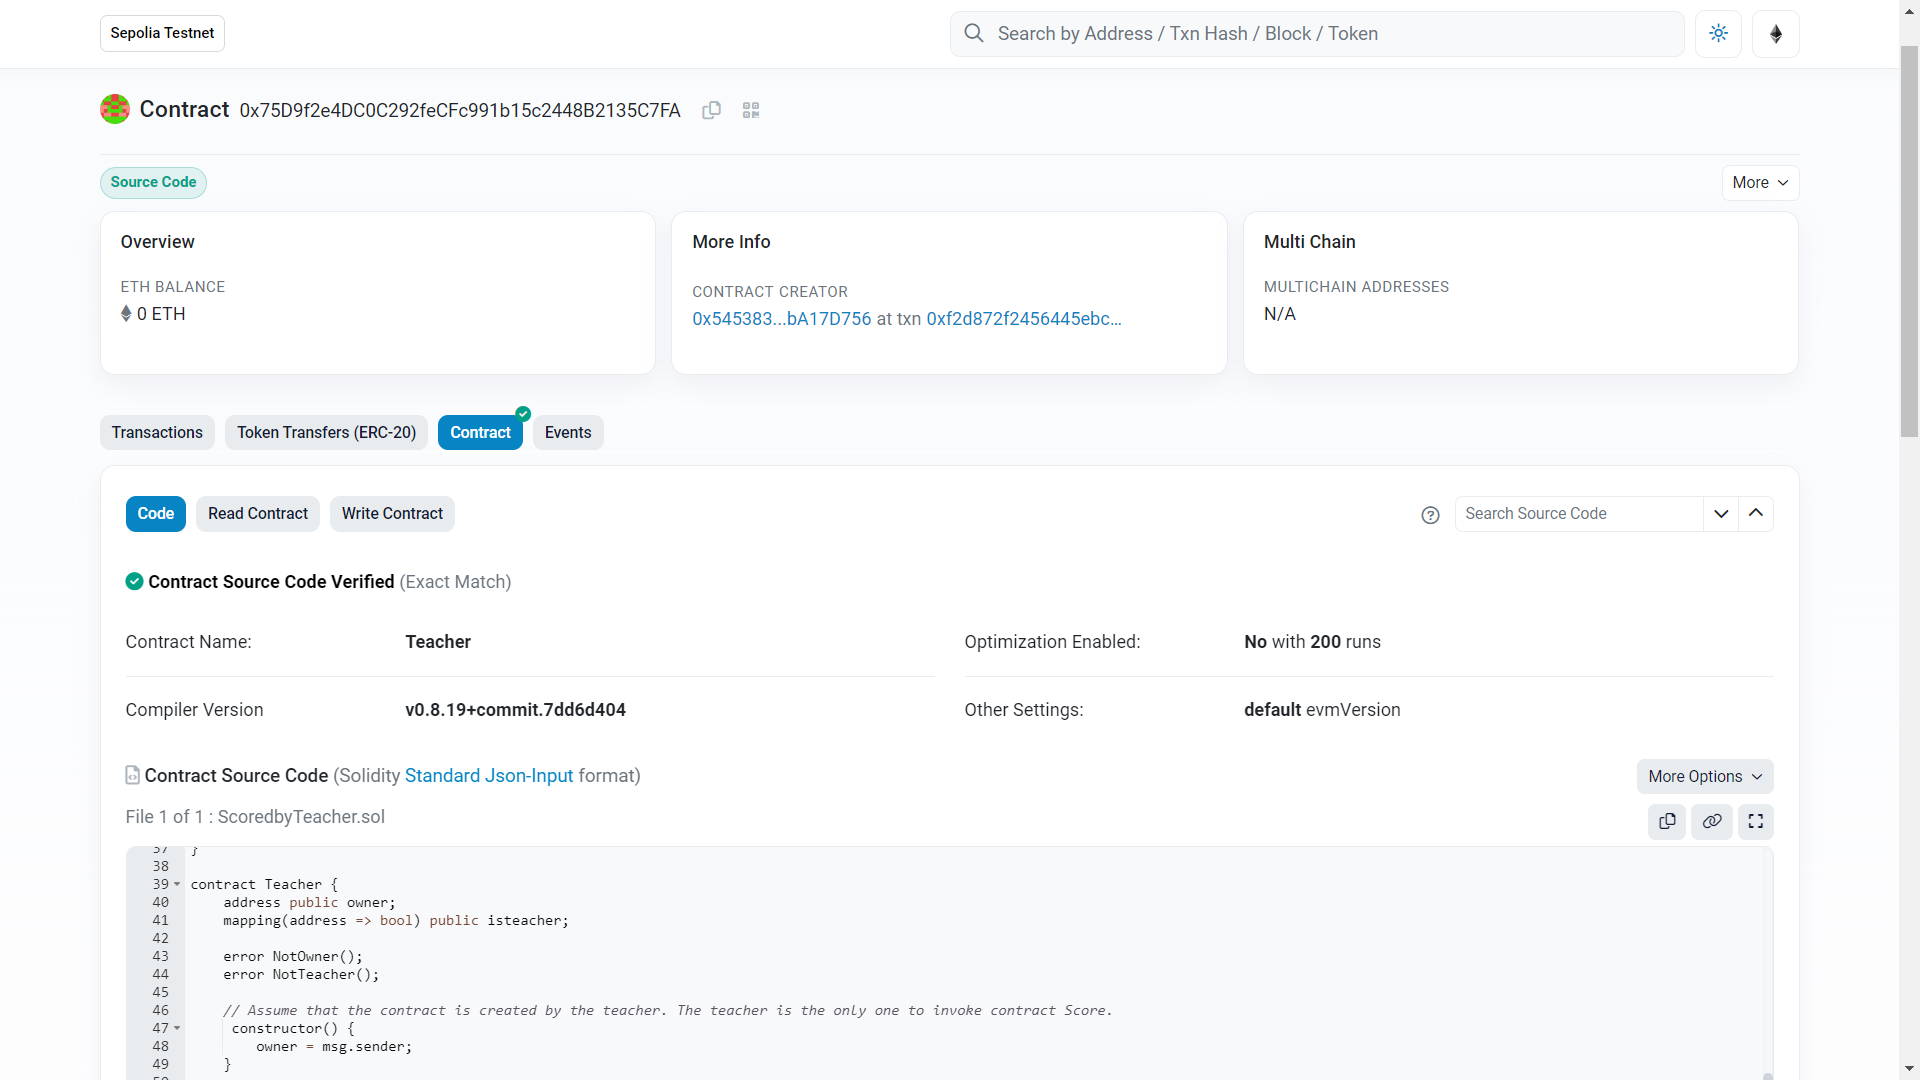 Sepolia Testnet
Search by Address / Txn Hash / Block / Token
Contract 0x75D9f2e4DC0C292feCFc991b15c2448B2135C7FA
Source Code
More
Overview
ETH BALANCE
0 ETH
More Info
CONTRACT CREATOR
0x545383...bA17D756 at txn 0xf2d872f2456445ebc...
Multi Chain
MULTICHAIN ADDRESSES
N/A
Transactions
Token Transfers (ERC-20)
Contract
Events
Code
Read Contract
Write Contract
Search Source Code
Contract Source Code Verified (Exact Match)
Contract Name: Teacher
Optimization Enabled: No with 200 runs
Compiler Version v0.8.19+commit.7dd6d404
Other Settings: default evmVersion
Contract Source Code (Solidity Standard Json-Input format)
More Options
File 1 of 1 : ScoredbyTeacher.sol
37 }
38
39 contract Teacher {
40 address public owner;
41 mapping(address => bool) public isteacher;
42
43 error NotOwner();
44 error NotTeacher();
45
46 // Assume that the contract is created by the teacher. The teacher is the only one to invoke contract Score.
47 constructor() {
48 owner = msg.sender;
49 }